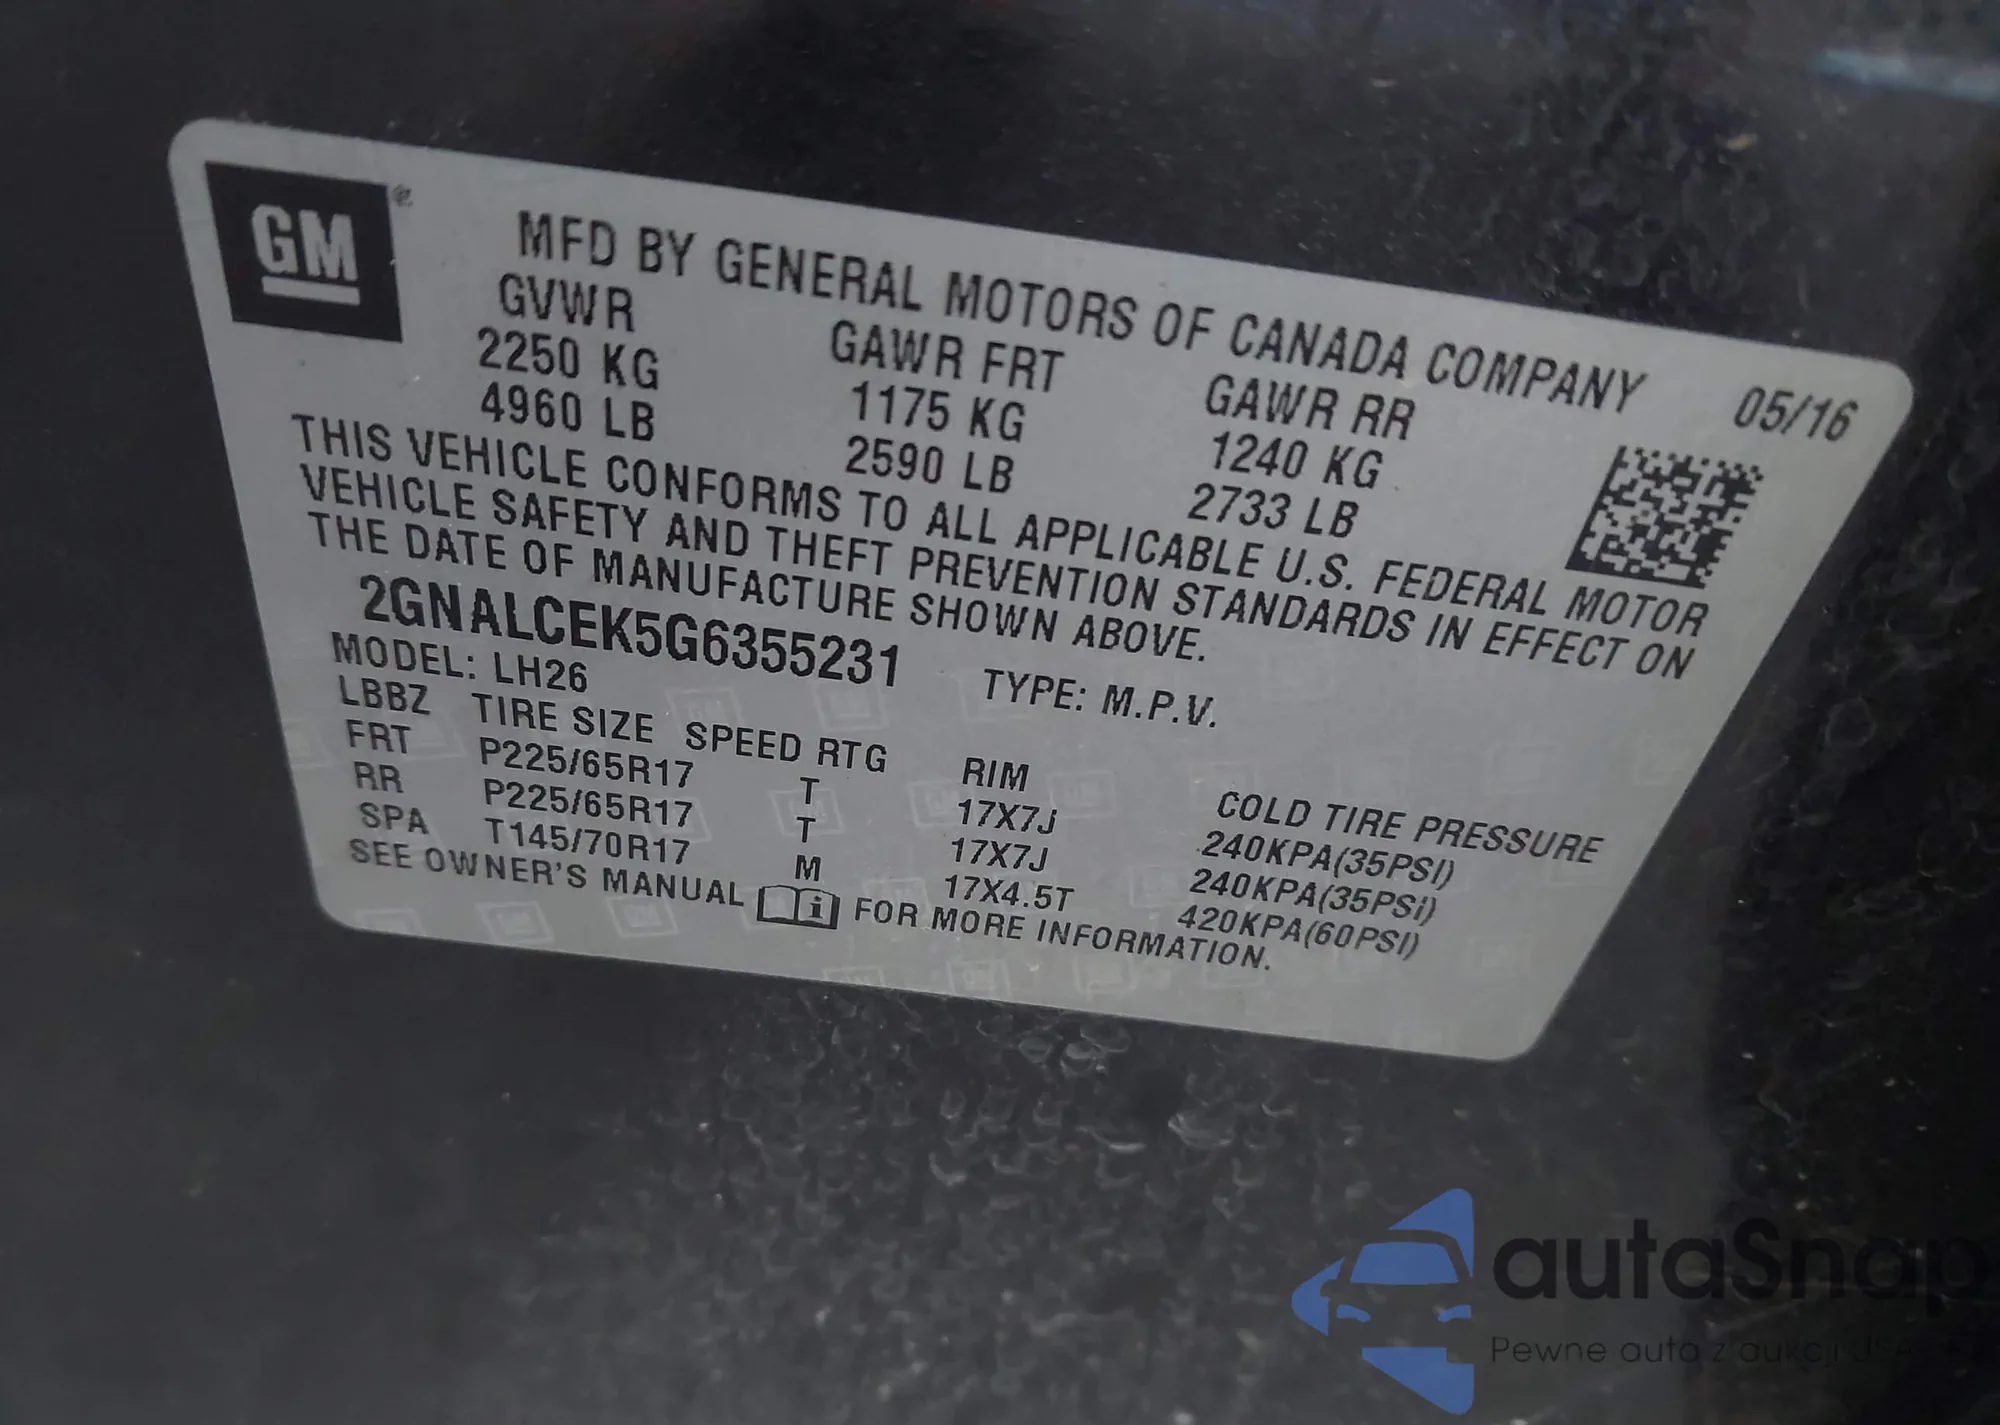 GM
MFD BY GENERAL MOTORS OF CANADA COMPANY 05/16
GVWR GAWR FRT GAWR RR
2250 KG 1175 KG 1240 KG
4960 LB 2590 LB 2733 LB
THIS VEHICLE CONFORMS TO ALL APPLICABLE U.S. FEDERAL MOTOR
VEHICLE SAFETY AND THEFT PREVENTION STANDARDS IN EFFECT ON
THE DATE OF MANUFACTURE SHOWN ABOVE.
2GNALCEK5G6355231 TYPE: M.P.V.
MODEL: LH26
LBBZ TIRE SIZE SPEED RTG RIM COLD TIRE PRESSURE
FRT P225/65R17 T 17X7J 240KPA(35PSI)
RR P225/65R17 T 17X7J 240KPA(35PSI)
SPA T145/70R17 M 17X4.5T 420KPA(60PSI)
SEE OWNER'S MANUAL i FOR MORE INFORMATION.
autaSnap
Pewne auta z aukcji